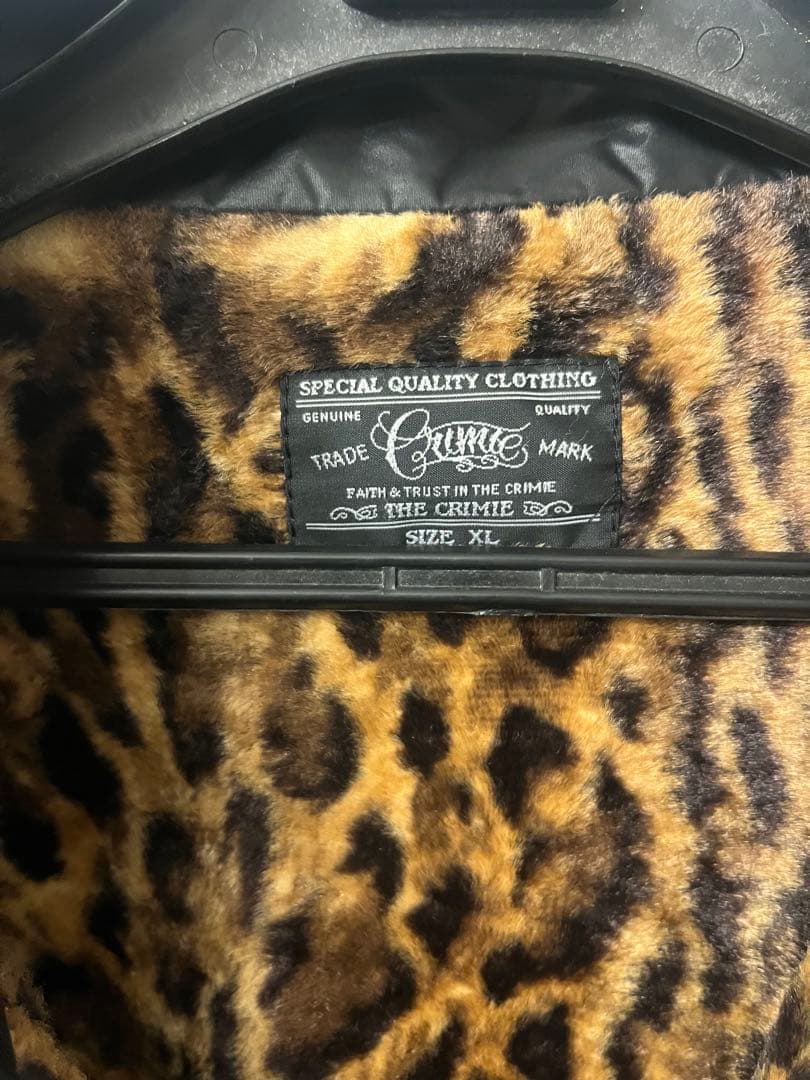 SPECIAL QUALITY CLOTHING
GENUINE QUALITY
TRADE Crimie MARK
FAITH & TRUST IN THE CRIMIE
THE CRIMIE
SIZE XL